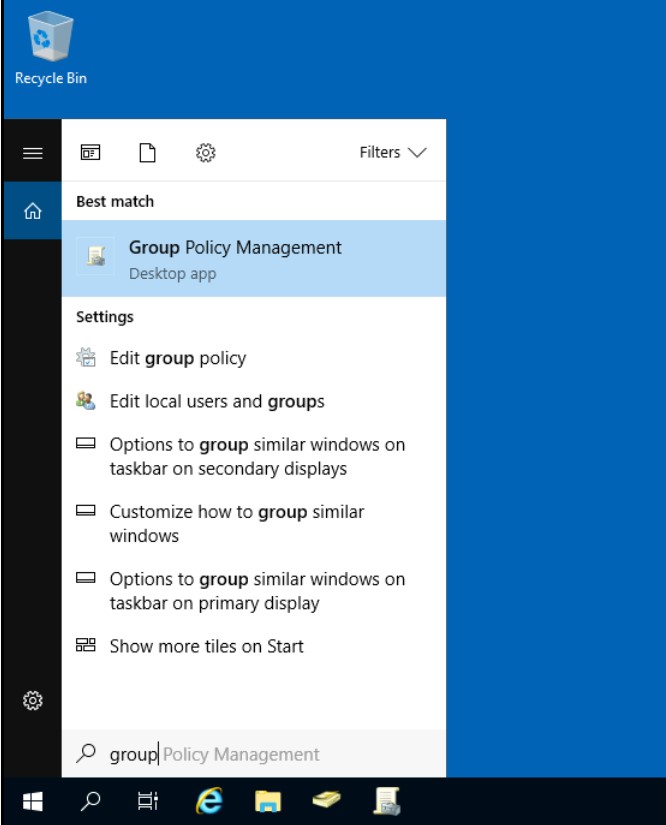 Recycle Bin
Filters
Best match
Group Policy Management
Desktop app
Settings
Edit group policy
Edit local users and groups
Options to group similar windows on
taskbar on secondary displays
Customize how to group similar
windows
Options to group similar windows on
taskbar on primary display
Show more tiles on Start
group Policy Management